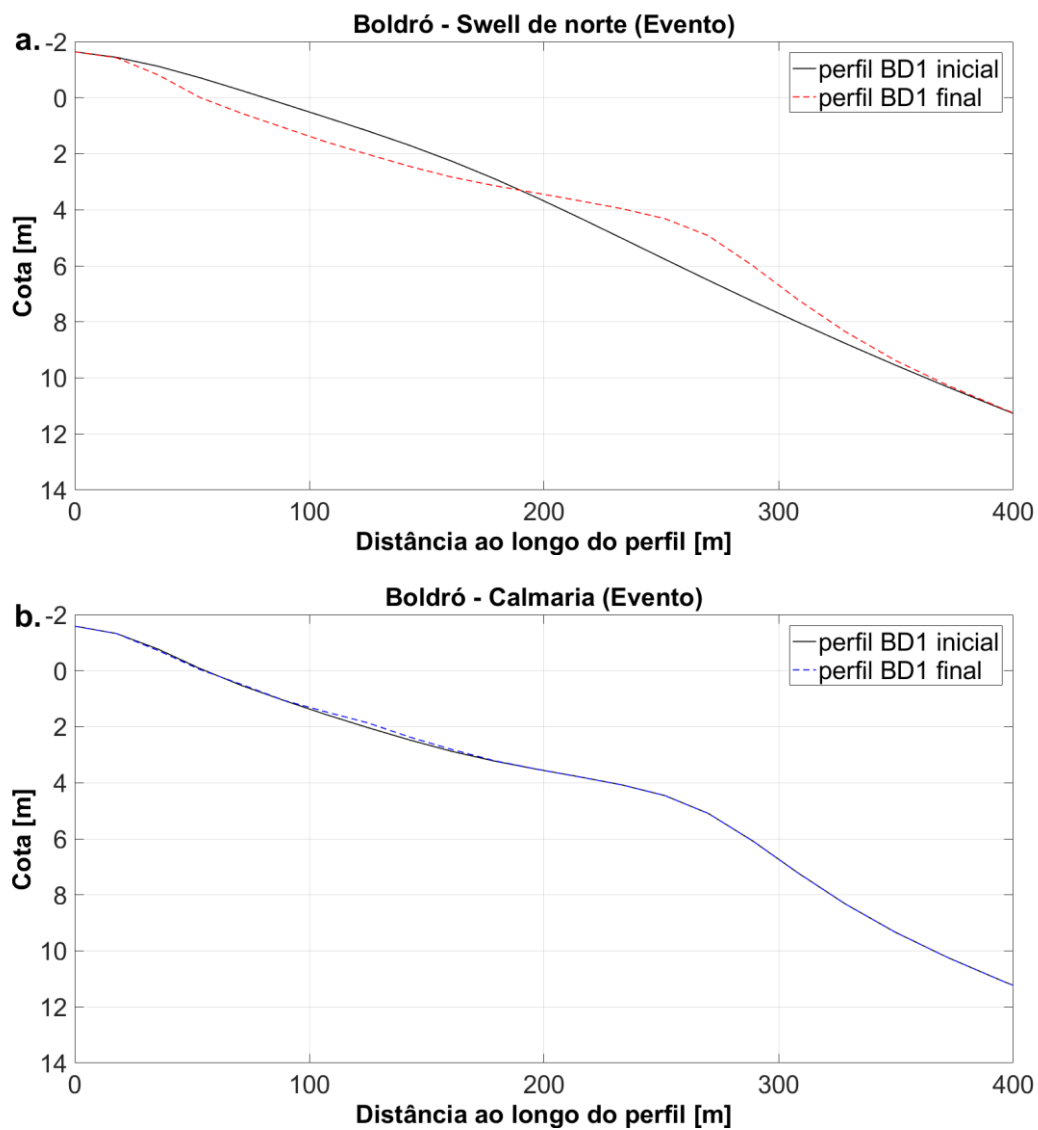 a.
Boldró - Swell de norte (Evento)
-2
0
2
4
6
8
10
12
14
Cota [m]
perfil BD1 inicial
perfil BD1 final
0 100 200 300 400
Distância ao longo do perfil [m]
b.
Boldró - Calmaria (Evento)
-2
0
2
4
6
8
10
12
14
Cota [m]
perfil BD1 inicial
perfil BD1 final
0 100 200 300 400
Distância ao longo do perfil [m]